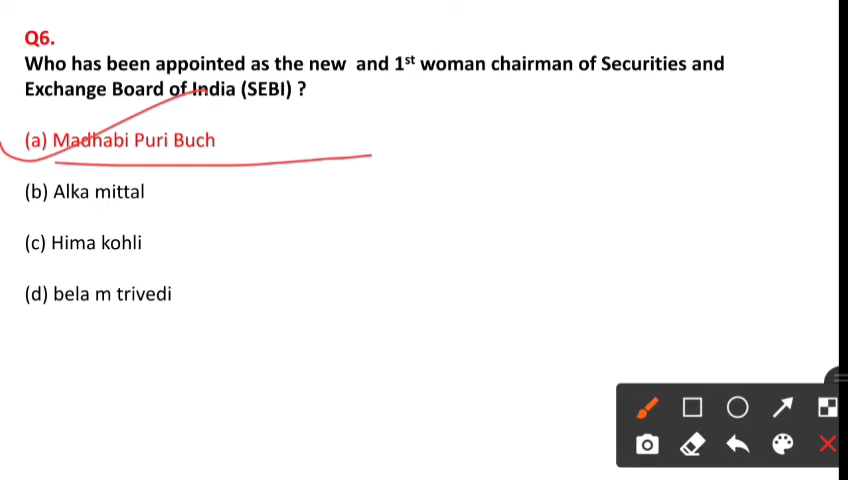 Q6.
Who has been appointed as the new and 1st woman chairman of Securities and
Exchange Board of India (SEBI) ?
(a) Madhabi Puri Buch
(b) Alka mittal
(c) Hima kohli
(d) bela m trivedi